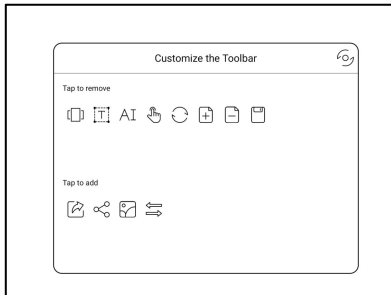 Customize the Toolbar
Tap to remove
T
AI
Tap to add